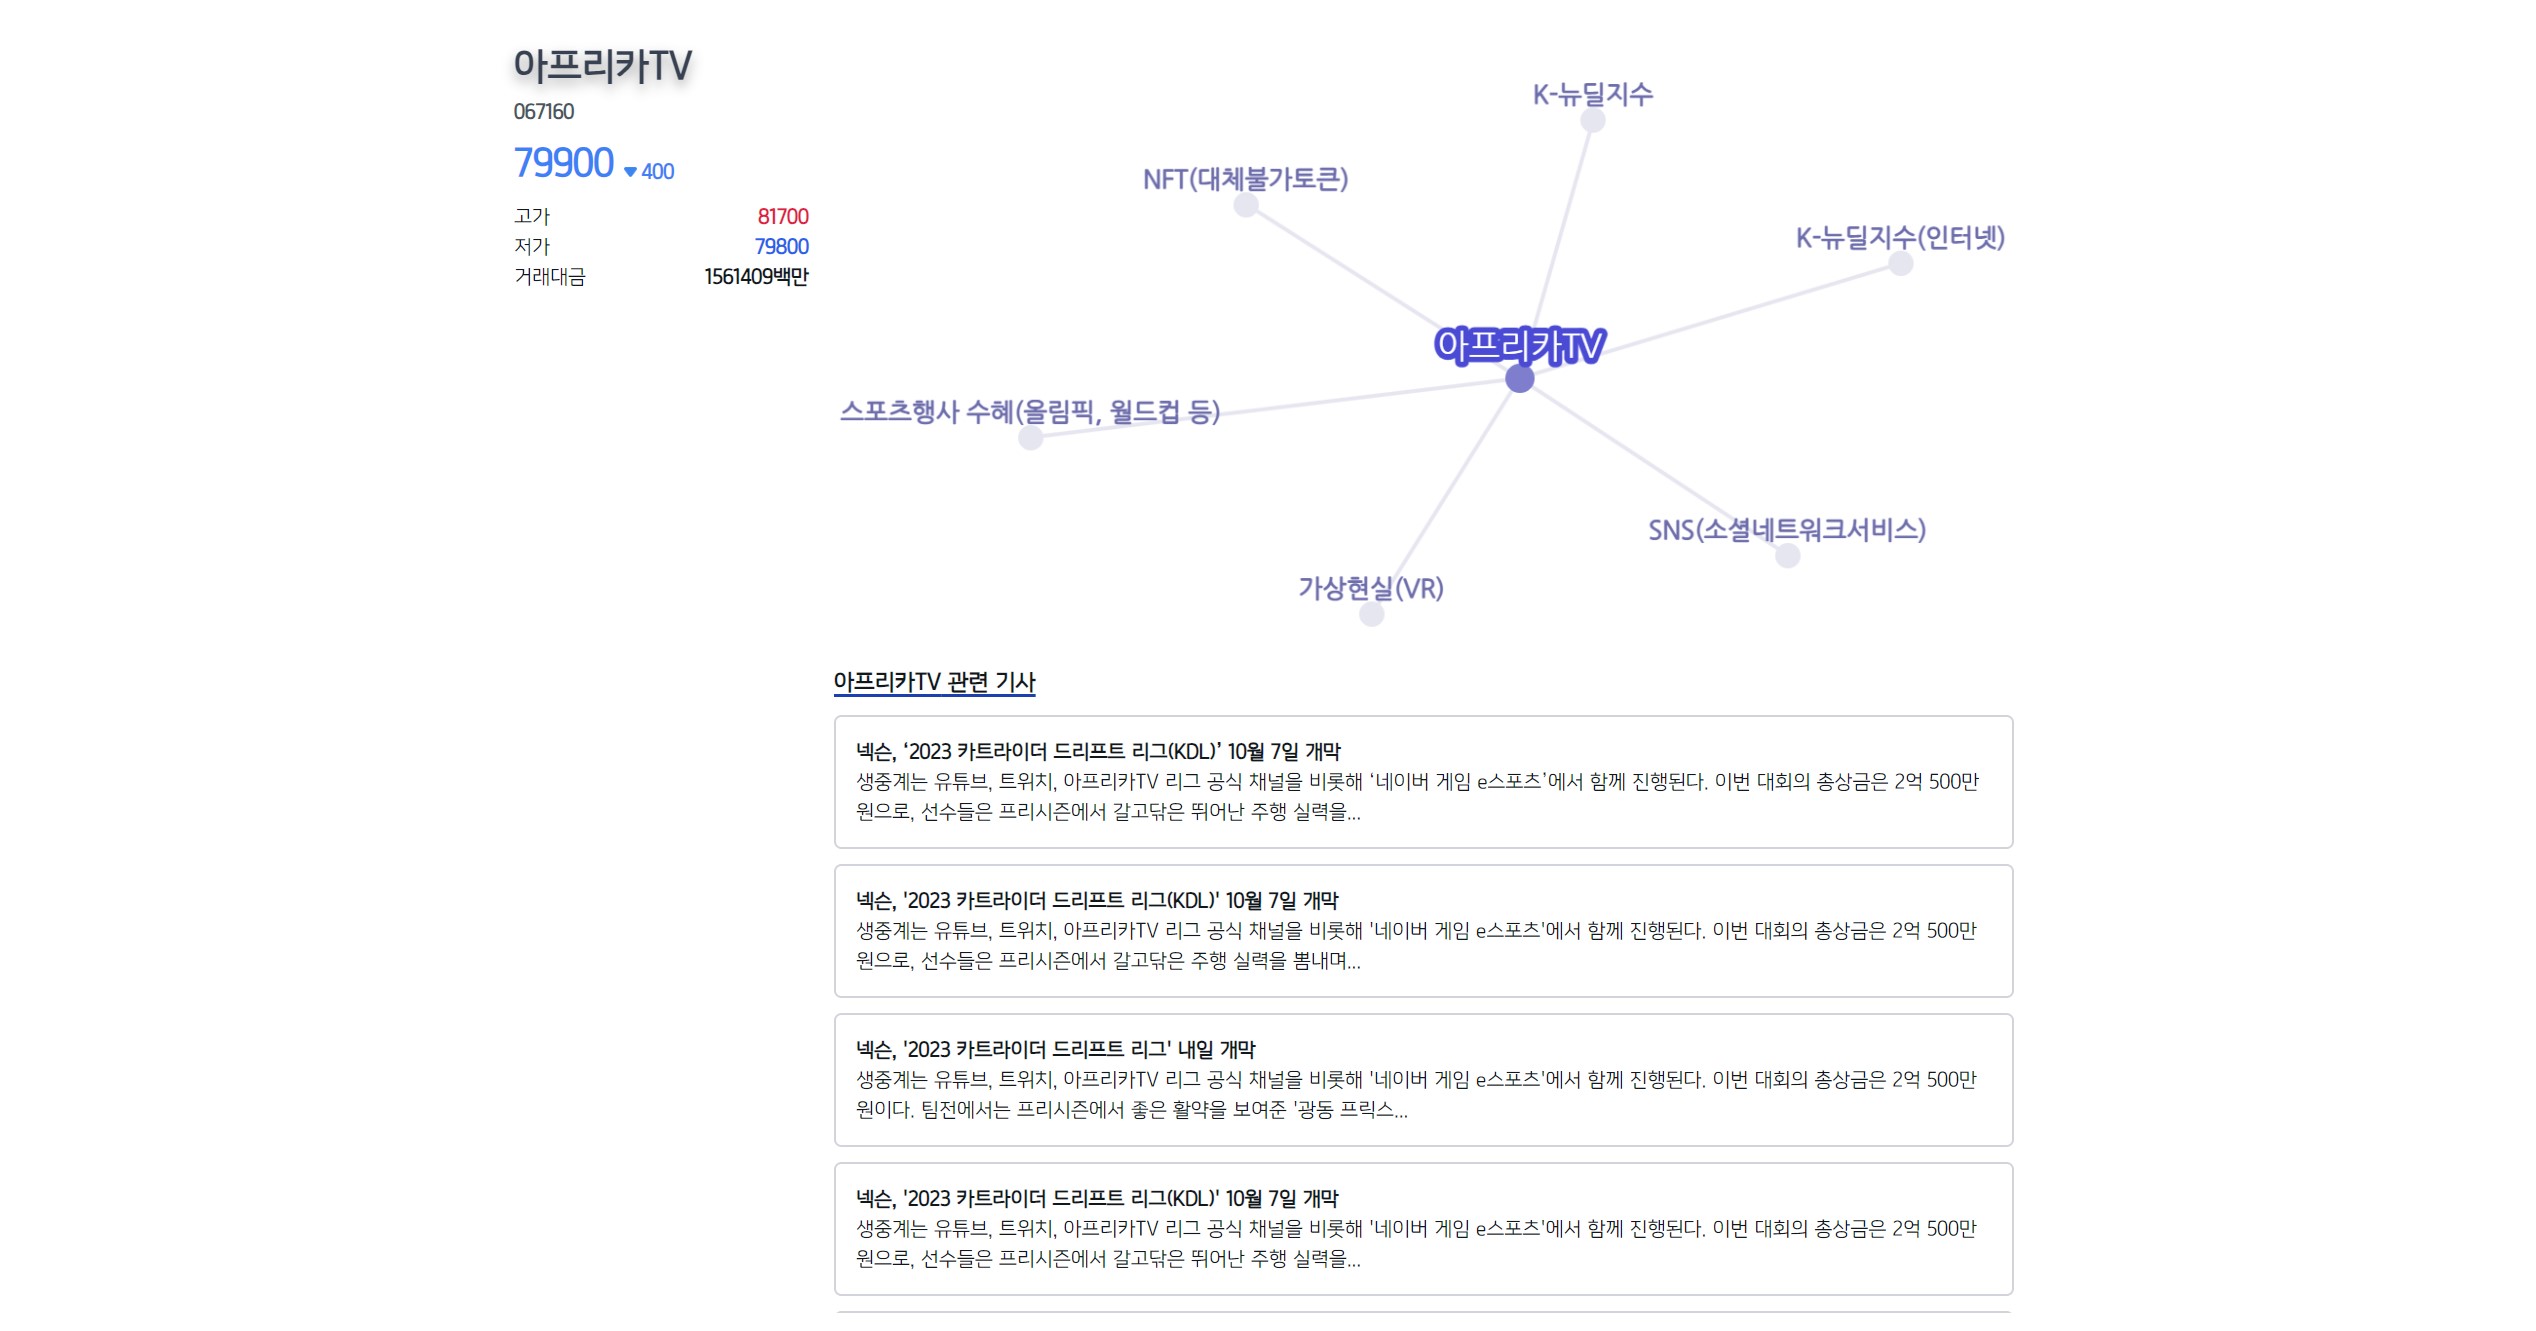 아프리카TV
067160
79900 ▼400
고가 81700
저가 79800
거래대금 1561409백만
K-뉴딜지수
NFT(대체불가토큰)
K-뉴딜지수(인터넷)
아프리카TV
스포츠행사 수혜(올림픽, 월드컵 등)
SNS(소셜네트워크서비스)
가상현실(VR)
아프리카TV 관련 기사
넥슨, ‘2023 카트라이더 드리프트 리그(KDL)’ 10월 7일 개막
생중계는 유튜브, 트위치, 아프리카TV 리그 공식 채널을 비롯해 ‘네이버 게임 e스포츠’에서 함께 진행된다. 이번 대회의 총상금은 2억 500만
원으로, 선수들은 프리시즌에서 갈고닦은 뛰어난 주행 실력을...
넥슨, '2023 카트라이더 드리프트 리그(KDL)' 10월 7일 개막
생중계는 유튜브, 트위치, 아프리카TV 리그 공식 채널을 비롯해 '네이버 게임 e스포츠'에서 함께 진행된다. 이번 대회의 총상금은 2억 500만
원으로, 선수들은 프리시즌에서 갈고닦은 주행 실력을 뽐내며...
넥슨, '2023 카트라이더 드리프트 리그' 내일 개막
생중계는 유튜브, 트위치, 아프리카TV 리그 공식 채널을 비롯해 '네이버 게임 e스포츠'에서 함께 진행된다. 이번 대회의 총상금은 2억 500만
원이다. 팀전에서는 프리시즌에서 좋은 활약을 보여준 '광동 프릭스...
넥슨, '2023 카트라이더 드리프트 리그(KDL)' 10월 7일 개막
생중계는 유튜브, 트위치, 아프리카TV 리그 공식 채널을 비롯해 '네이버 게임 e스포츠'에서 함께 진행된다. 이번 대회의 총상금은 2억 500만
원으로, 선수들은 프리시즌에서 갈고닦은 뛰어난 주행 실력을...